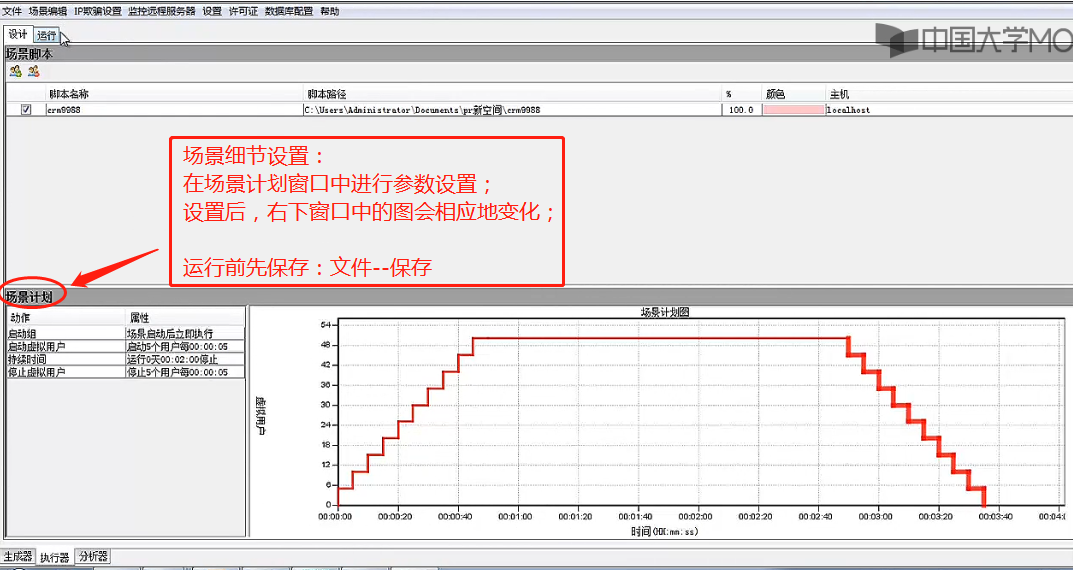 文件 场景编辑 IP欺骗设置 监控远程服务器 设置 许可证 数据库配置 帮助
设计 运行
中国大学MO
场景脚本
脚本名称 脚本路径 % 颜色 主机
erm9988 C:\Users\Administrator\Documents\pr新空间\erm9988 100.0 localhost
场景细节设置：
在场景计划窗口中进行参数设置；
设置后，右下窗口中的图会相应地变化；
运行前先保存：文件--保存
场景计划
动作 属性
启动组 场景启动后立即执行
启动虚拟用户 启动5个用户每00:00:05
持续时间 运行0天00:02:00停止
停止虚拟用户 停止5个用户每00:00:05
场景计划图
虚拟用户
54
48
42
36
30
24
18
12
6
0
00:00:00 00:00:20 00:00:40 00:01:00 00:01:20 00:01:40 00:02:00 00:02:20 00:02:40 00:03:00 00:03:20 00:03:40 00:04:
时间(HH:mm:ss)
生成器 执行器 分析器